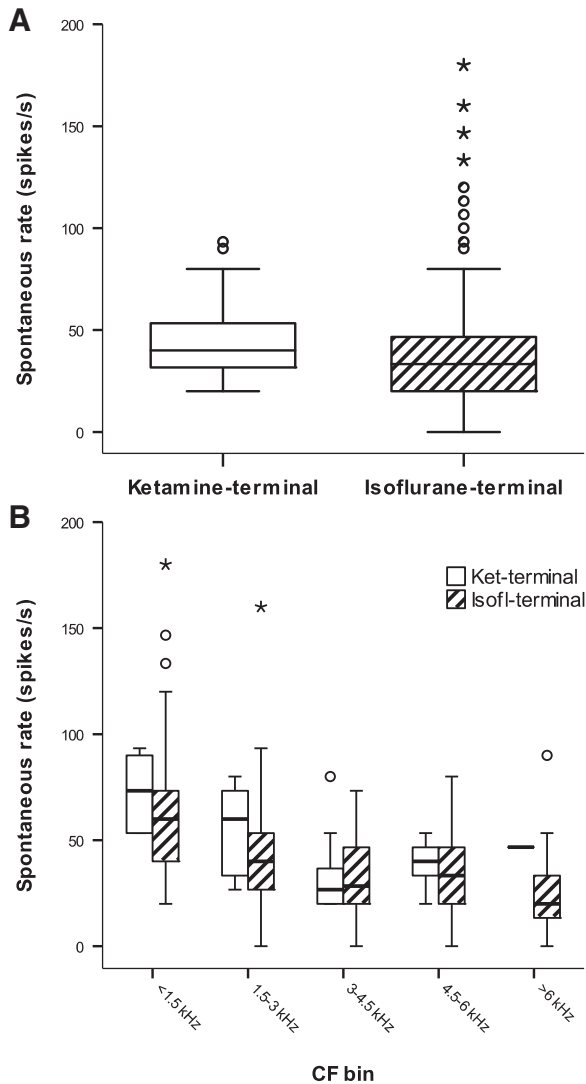 A
200
150
100
50
0
Spontaneous rate (spikes/s)
Ketamine-terminal
Isoflurane-terminal
B
200
150
100
50
0
Spontaneous rate (spikes/s)
Ket-terminal
Isofl-terminal
<1.5 kHz
1.5-3 kHz
3-4.5 kHz
4.5-6 kHz
>6 kHz
CF bin